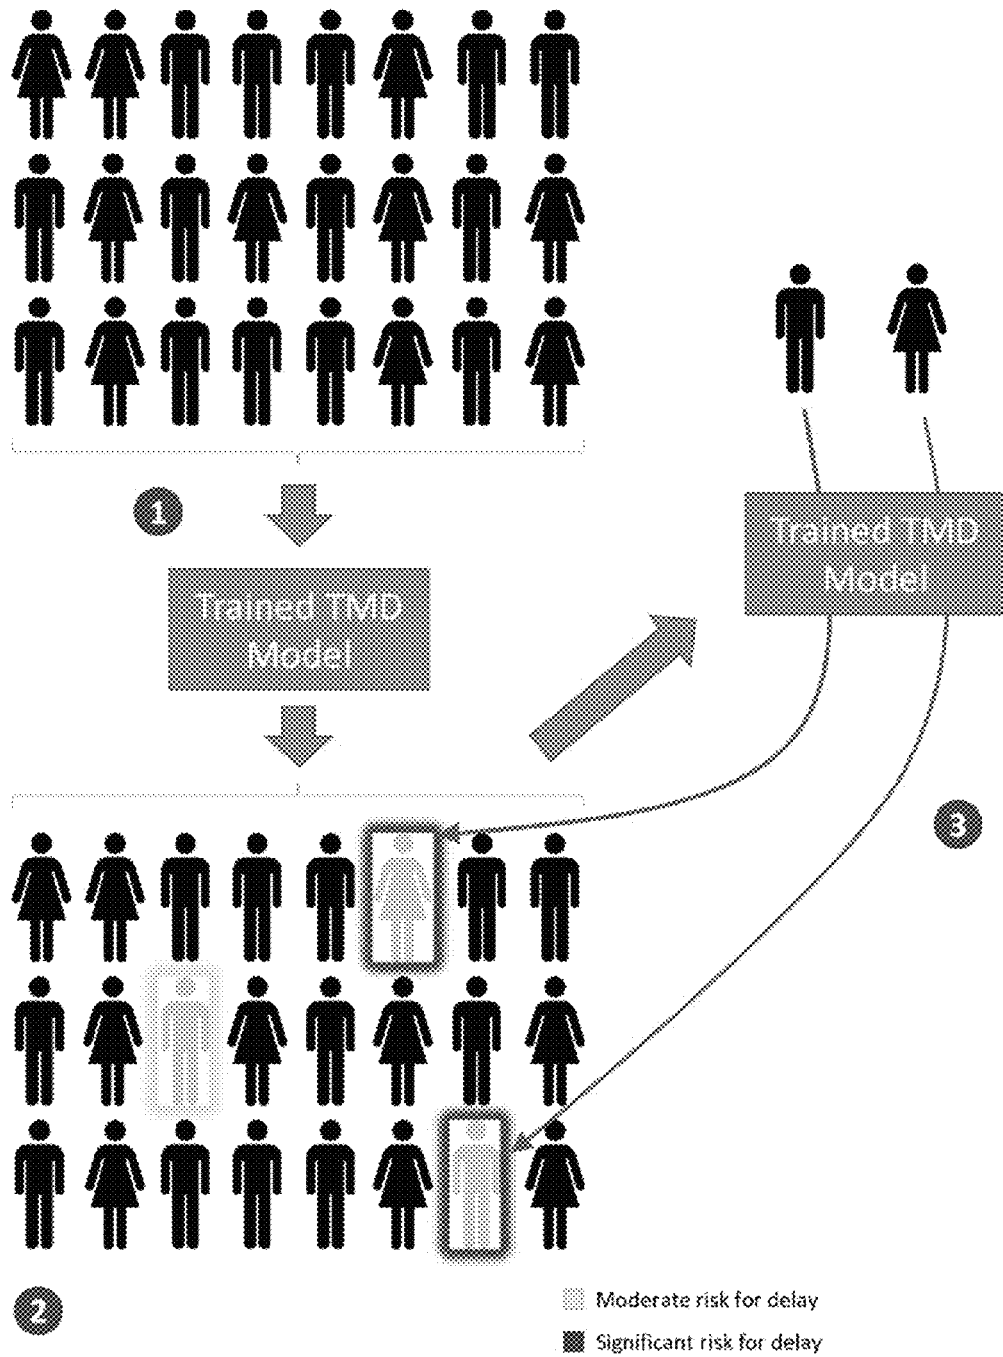 1
Trained TMD
Model
Trained TMD
Model
3
2
Moderate risk for delay
Significant risk for delay